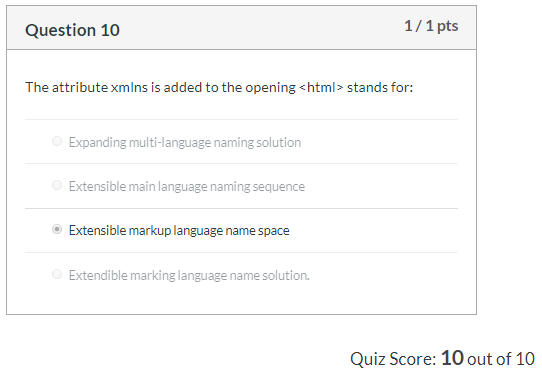 Question 10
1 / 1 pts
The attribute xmlns is added to the opening <html> stands for:
Expanding multi-language naming solution
Extensible main language naming sequence
Extensible markup language name space
Extendible marking language name solution.
Quiz Score: 10 out of 10